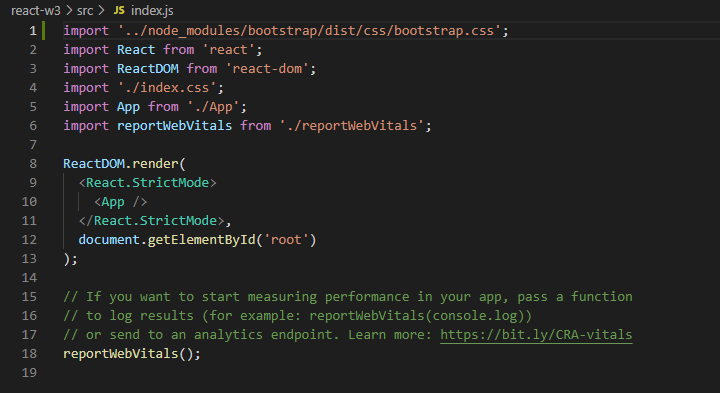 react-w3 > src > JS index.js
1 import '../node_modules/bootstrap/dist/css/bootstrap.css';
2 import React from 'react';
3 import ReactDOM from 'react-dom';
4 import './index.css';
5 import App from './App';
6 import reportWebVitals from './reportWebVitals';
7
8 ReactDOM.render(
9   <React.StrictMode>
10     <App />
11   </React.StrictMode>,
12   document.getElementById('root')
13 );
14
15 // If you want to start measuring performance in your app, pass a function
16 // to log results (for example: reportWebVitals(console.log))
17 // or send to an analytics endpoint. Learn more: https://bit.ly/CRA-vitals
18 reportWebVitals();
19